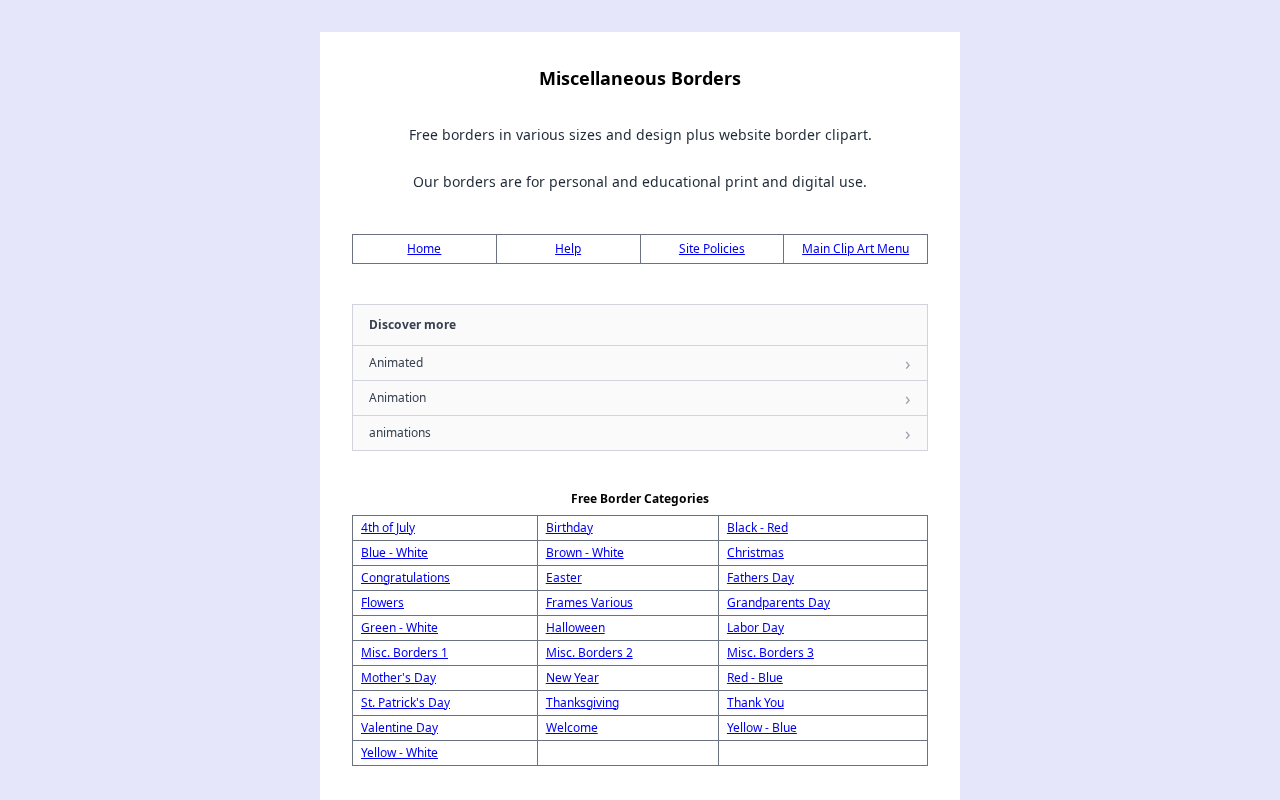 Miscellaneous Borders
Free borders in various sizes and design plus website border clipart.
Our borders are for personal and educational print and digital use.
Home Help Site Policies Main Clip Art Menu
Discover more
Animated ›
Animation ›
animations ›
Free Border Categories
4th of July Birthday Black - Red
Blue - White Brown - White Christmas
Congratulations Easter Fathers Day
Flowers Frames Various Grandparents Day
Green - White Halloween Labor Day
Misc. Borders 1 Misc. Borders 2 Misc. Borders 3
Mother's Day New Year Red - Blue
St. Patrick's Day Thanksgiving Thank You
Valentine Day Welcome Yellow - Blue
Yellow - White